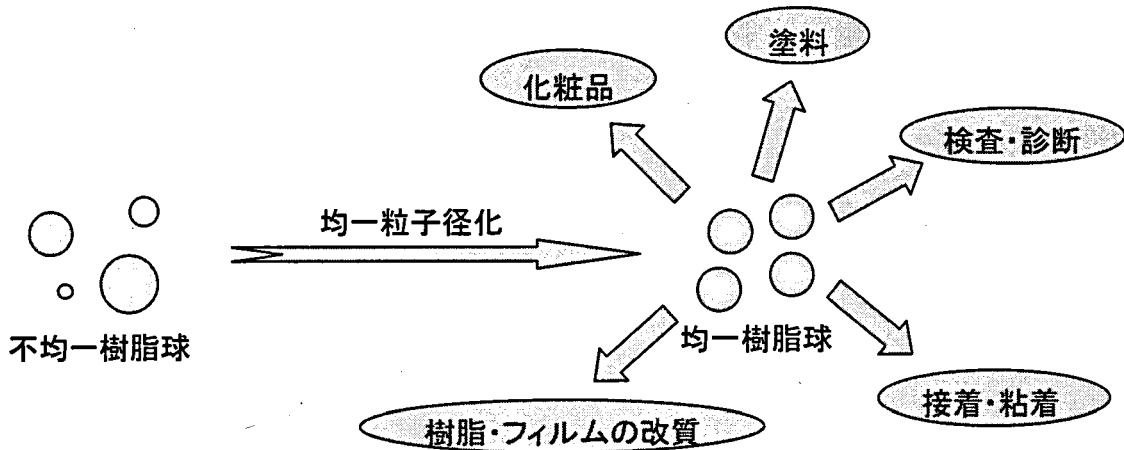 塗料
化粧品
検査・診断
均一粒子径化
不均一樹脂球
均一樹脂球
接着・粘着
樹脂・フィルムの改質